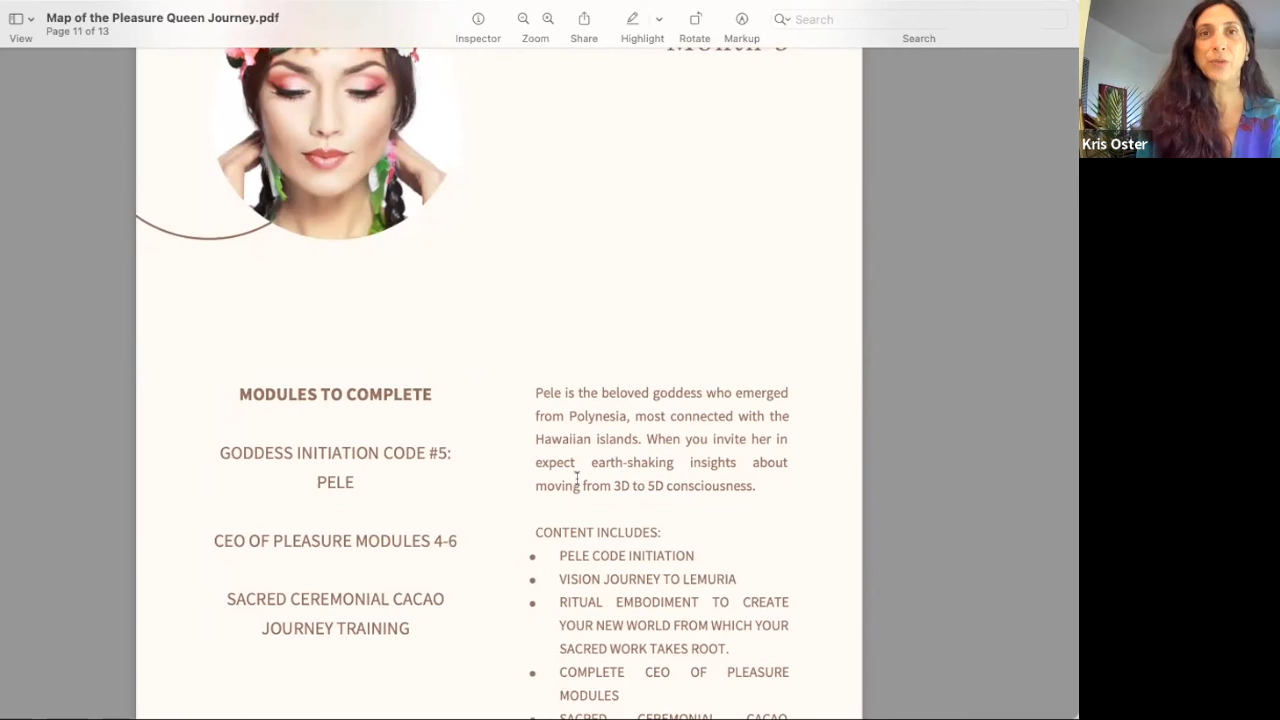 Map of the Pleasure Queen Journey.pdf
Page 11 of 13
View
Inspector
Zoom
Share
Highlight
Rotate
Markup
Search
Search
Kris Oster
MODULES TO COMPLETE
GODDESS INITIATION CODE #5:
PELE
CEO OF PLEASURE MODULES 4-6
SACRED CEREMONIAL CACAO
JOURNEY TRAINING
Pele is the beloved goddess who emerged
from Polynesia, most connected with the
Hawaiian islands. When you invite her in
expect earth-shaking insights about
moving from 3D to 5D consciousness.
CONTENT INCLUDES:
● PELE CODE INITIATION
● VISION JOURNEY TO LEMURIA
● RITUAL EMBODIMENT TO CREATE
YOUR NEW WORLD FROM WHICH YOUR
SACRED WORK TAKES ROOT.
● COMPLETE CEO OF PLEASURE
MODULES
● SACRED CEREMONIAL CACAO